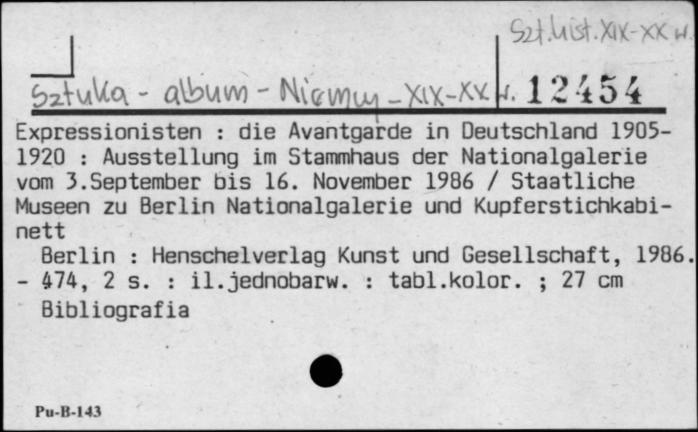 Szt.hist. XIX-XX w.
Sztuka - album - Niemcy - XIX-XX w. 12454
Expressionisten : die Avantgarde in Deutschland 1905-
1920 : Ausstellung im Stammhaus der Nationalgalerie
vom 3.September bis 16. November 1986 / Staatliche
Museen zu Berlin Nationalgalerie und Kupferstichkabi-
nett
Berlin : Henschelverlag Kunst und Gesellschaft, 1986.
- 474, 2 s. : il.jednobarw. : tabl.kolor. ; 27 cm
Bibliografia
Pu-B-143